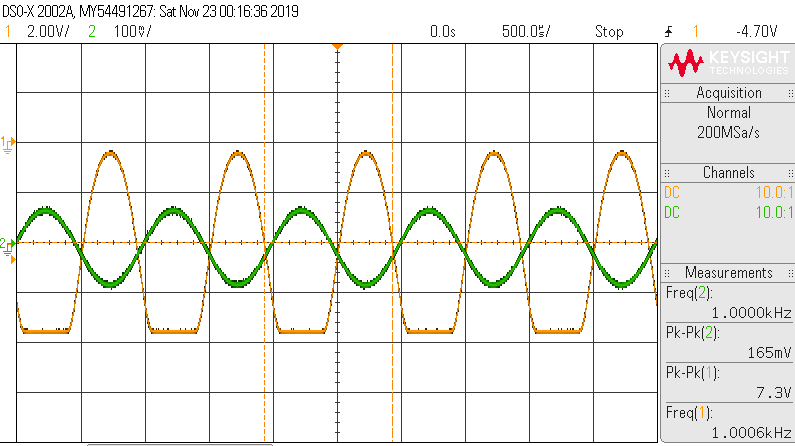 DSO-X 2002A, MY54491267: Sat Nov 23 00:16:36 2019
1 2.00V/ 2 100mV/ 0.0s 500.0us/ Stop 1 -4.70V
KEYSIGHT
TECHNOLOGIES
Acquisition
Normal
200MSa/s
Channels
DC 10.0:1
DC 10.0:1
Measurements
Freq(2):
1.0000kHz
Pk-Pk(2):
165mV
Pk-Pk(1):
7.3V
Freq(1):
1.0006kHz
1
2